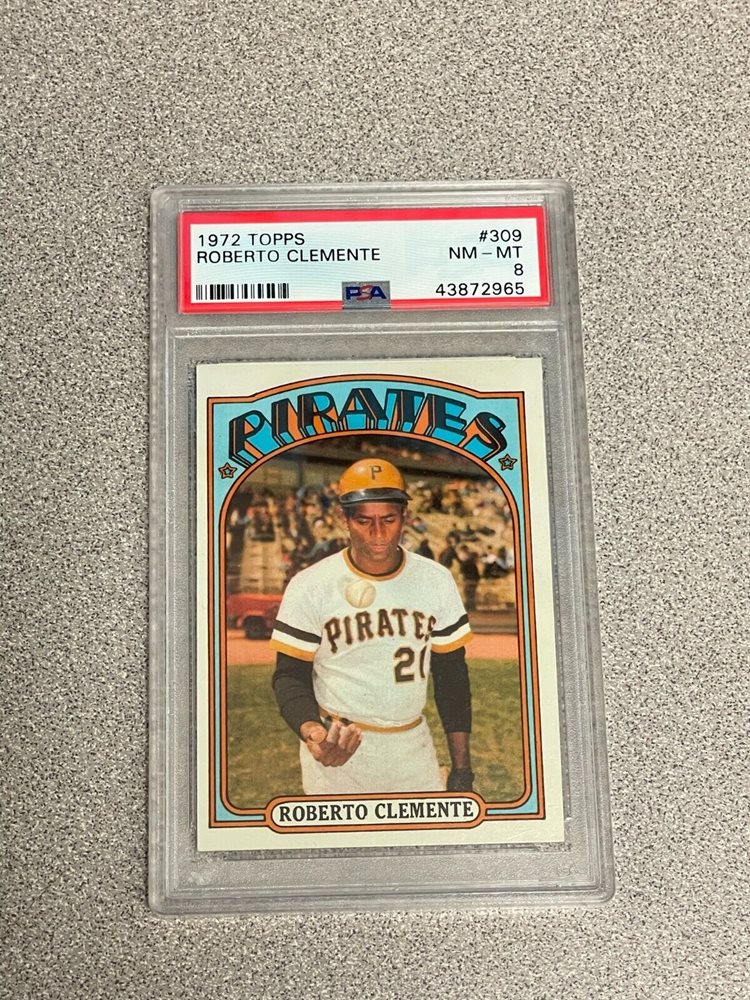 1972 TOPPS #309
ROBERTO CLEMENTE NM - MT
8
PSA 43872965
PIRATES
P
PIRATES
21
ROBERTO CLEMENTE